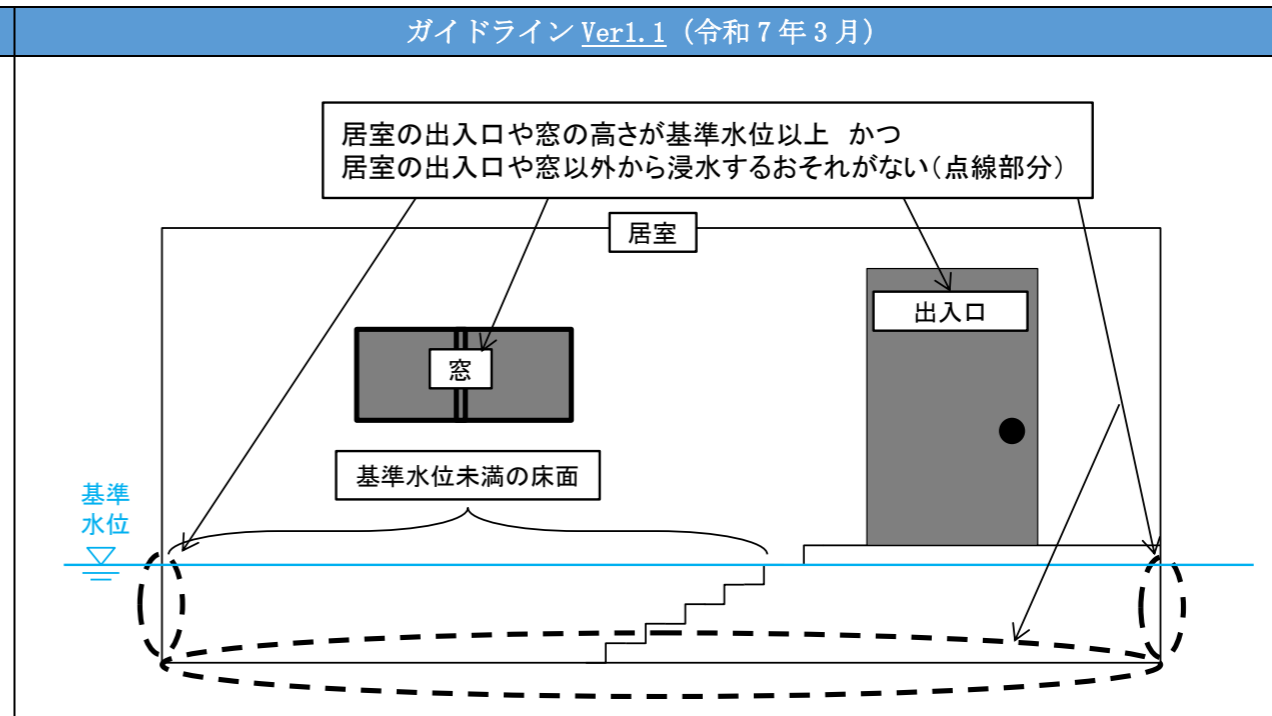 ガイドライン Ver1.1（令和７年３月）
居室の出入口や窓の高さが基準水位以上　かつ
居室の出入口や窓以外から浸水するおそれがない（点線部分）
居室
出入口
窓
基準水位未満の床面
基準
水位